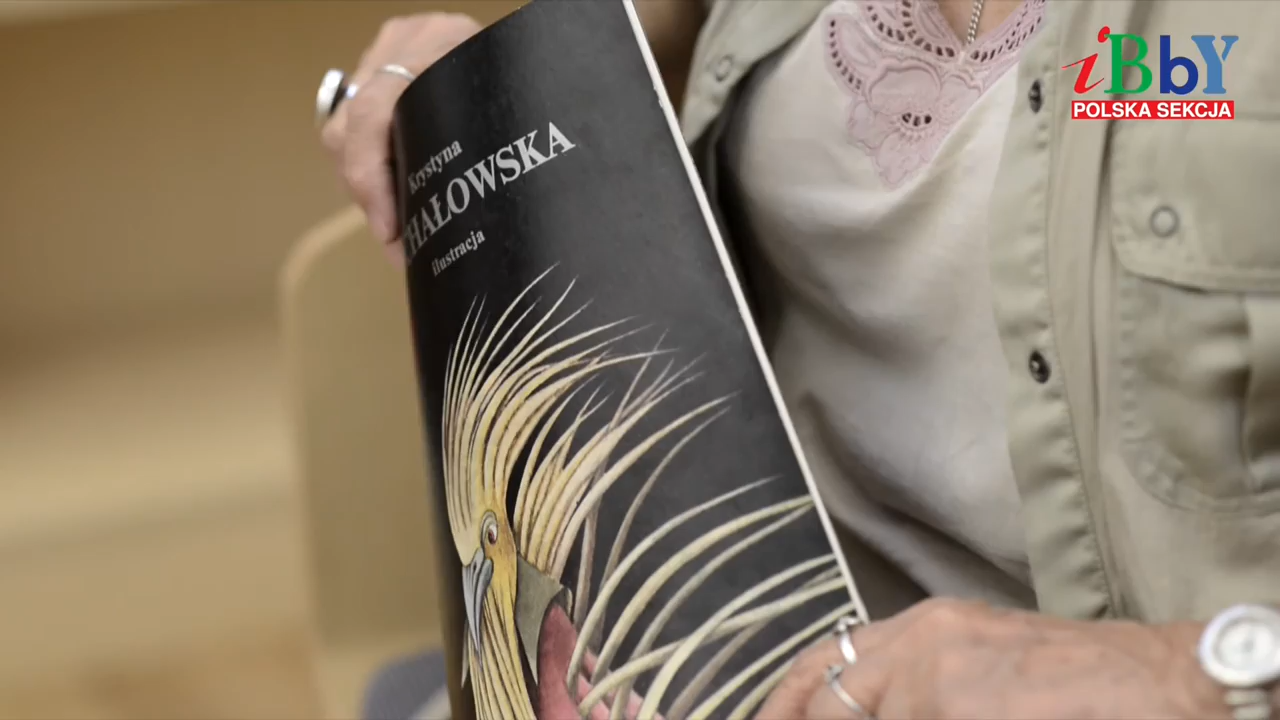 iBbY
POLSKA SEKCJA
Krystyna
HAŁOWSKA
ilustracja